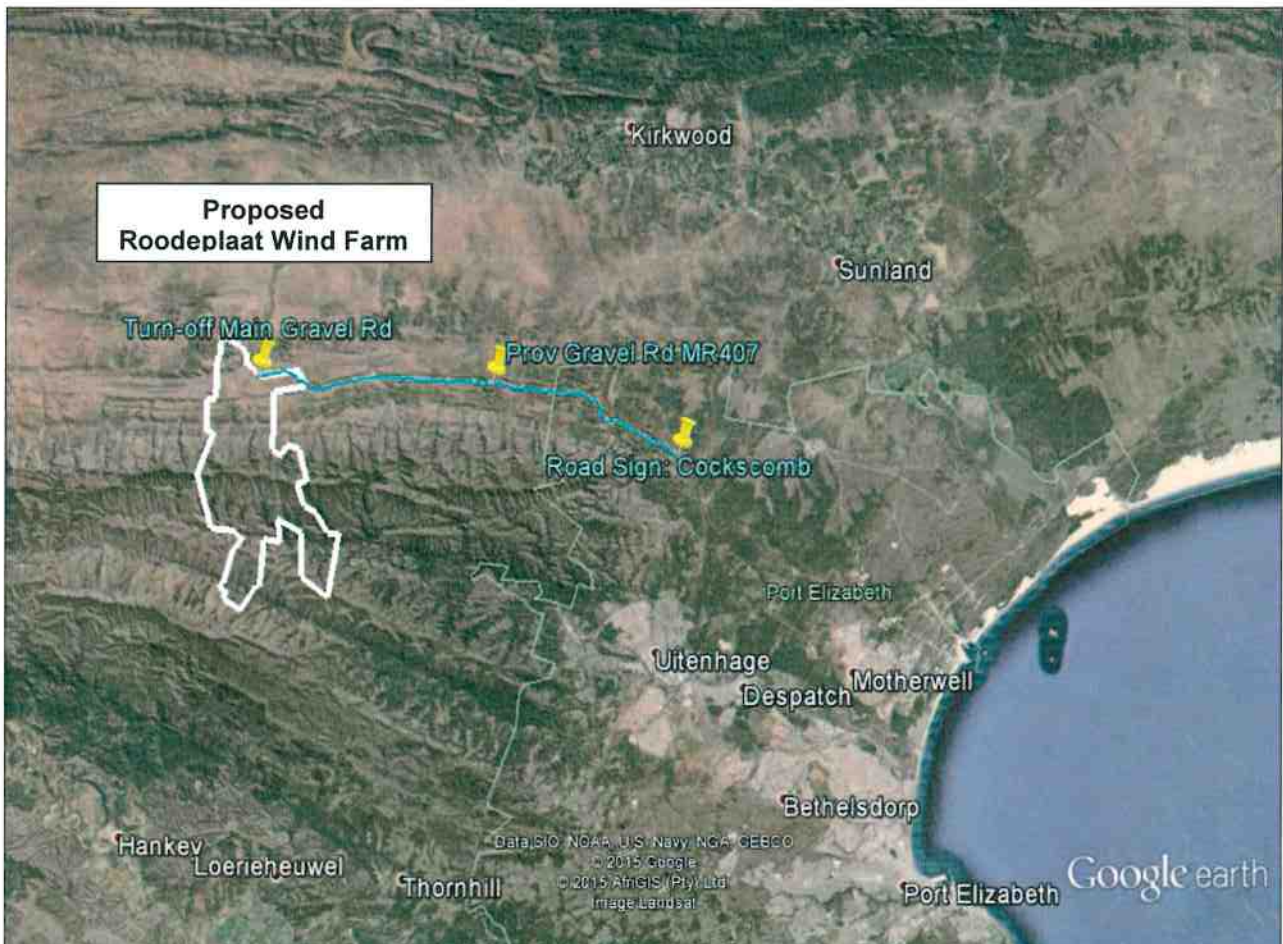 Kirkwood
Proposed
Roodeplaat Wind Farm
Sunland
Turn-off Main Gravel Rd
Prov Gravel Rd MR407
Road Sign: Cockscomb
Port Elizabeth
Uitenhage
Despatch
Motherwell
Bethelsdorp
Hankey
Loerieheuwel
Thornhill
Data SIO, NOAA, U.S. Navy, NGA, GEBCO
© 2015 Google
© 2015 AfriGIS (Pty) Ltd
Image Landsat
Port Elizabeth
Google earth